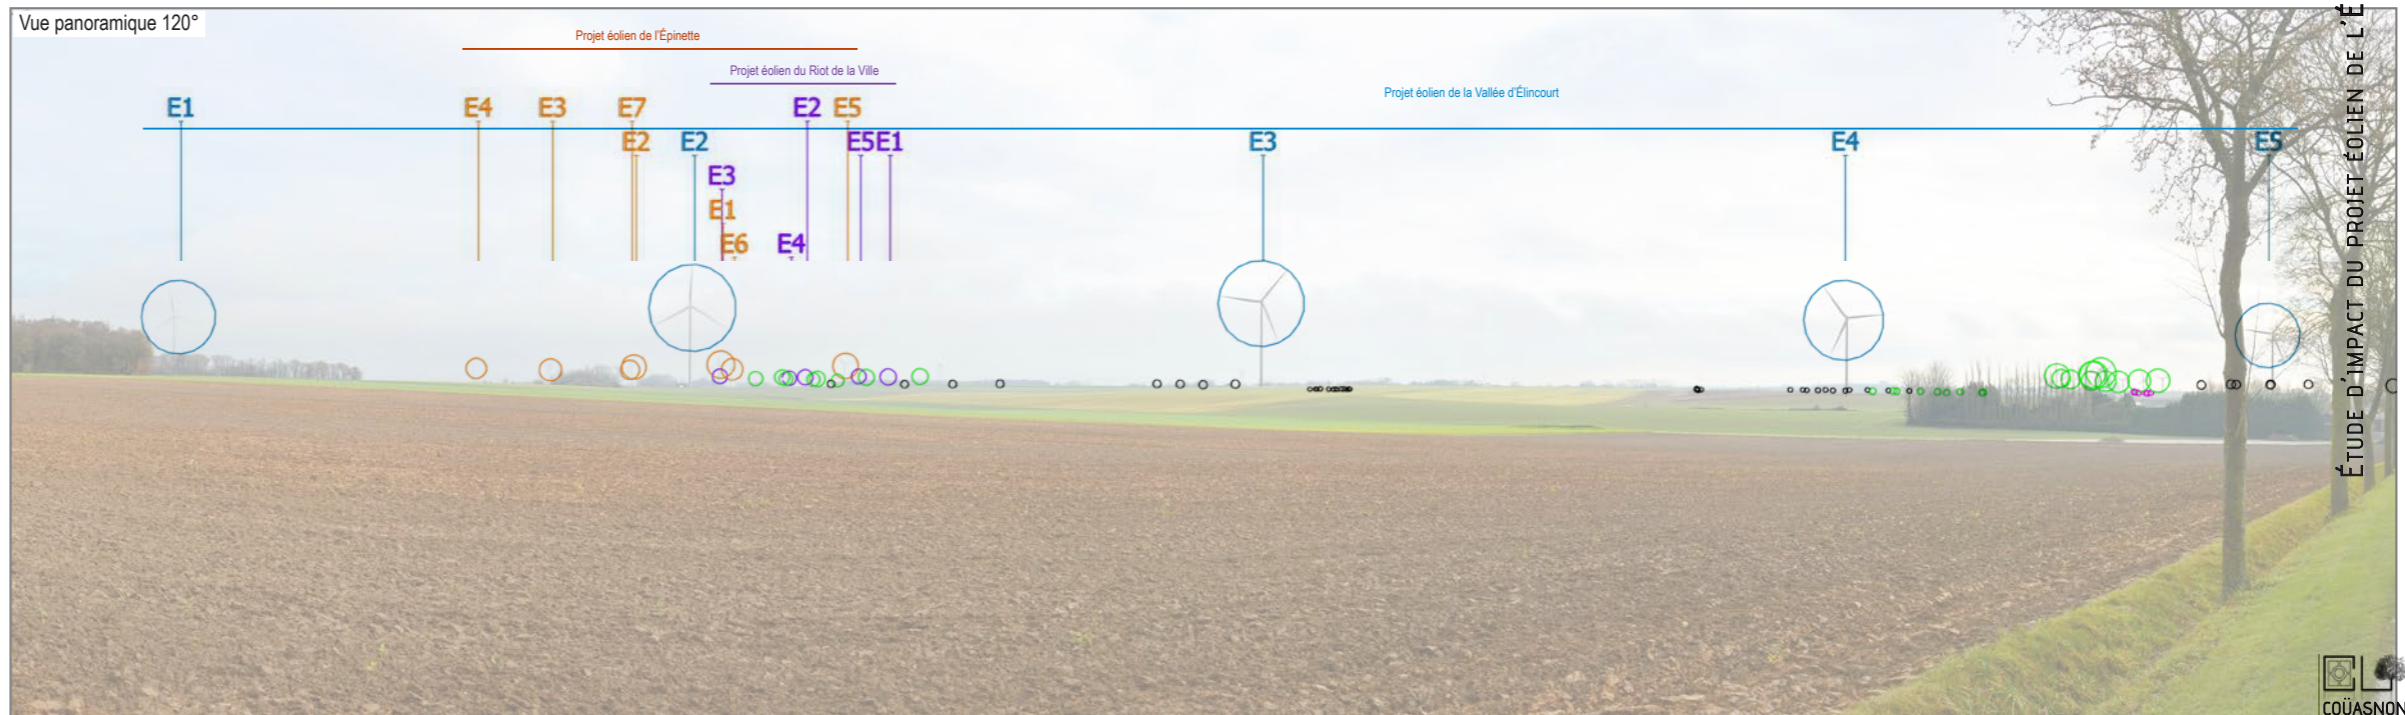 Vue panoramique 120°
Projet éolien de l'Épinette
Projet éolien du Riot de la Ville
Projet éolien de la Vallée d'Élincourt
E1
E4
E3
E7
E2
E5
E2
E2
E5
E1
E3
E4
E5
E3
E1
E6
E4
ÉTUDE D'IMPACT DU PROJET ÉOLIEN DE L'É
COÜASNON